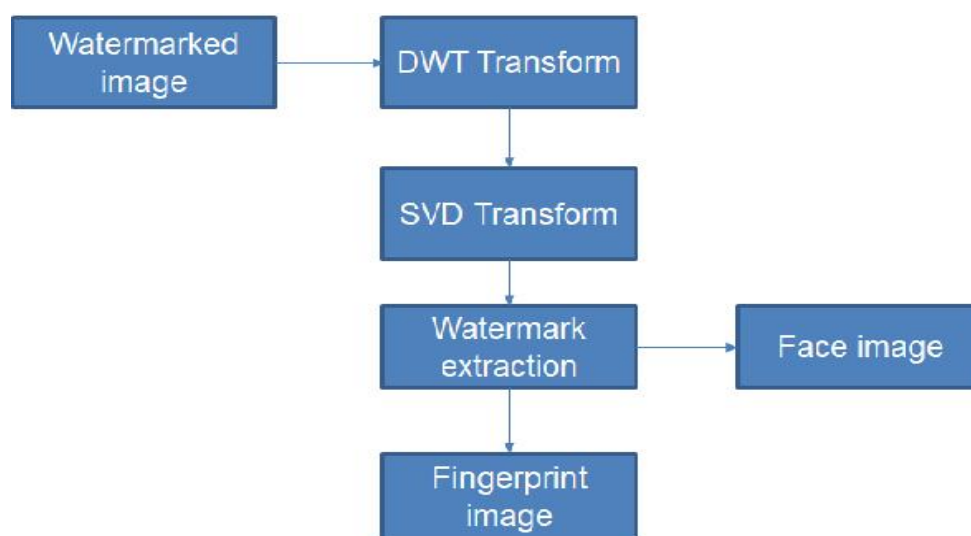 Watermarked
image
DWT Transform
SVD Transform
Watermark
extraction
Face image
Fingerprint
image